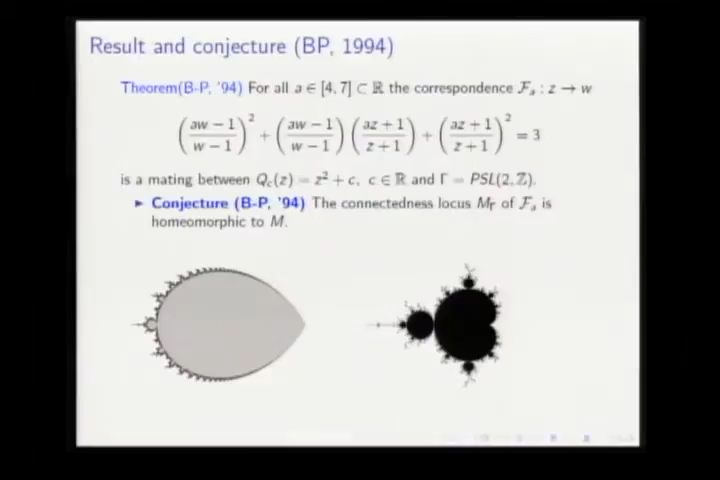 Result and conjecture (BP, 1994)
Theorem(B-P, '94) For all a ∈ [4, 7] ⊂ ℝ the correspondence 𝓕ₐ : z → w
((aw − 1)/(w − 1))² + ((aw − 1)/(w − 1)) ((az + 1)/(z + 1)) + ((az + 1)/(z + 1))² = 3
is a mating between Q_c(z) = z² + c, c ∈ ℝ and Γ = PSL(2, ℤ).
► Conjecture (B-P, '94) The connectedness locus M_Γ of 𝓕ₐ is
homeomorphic to M.